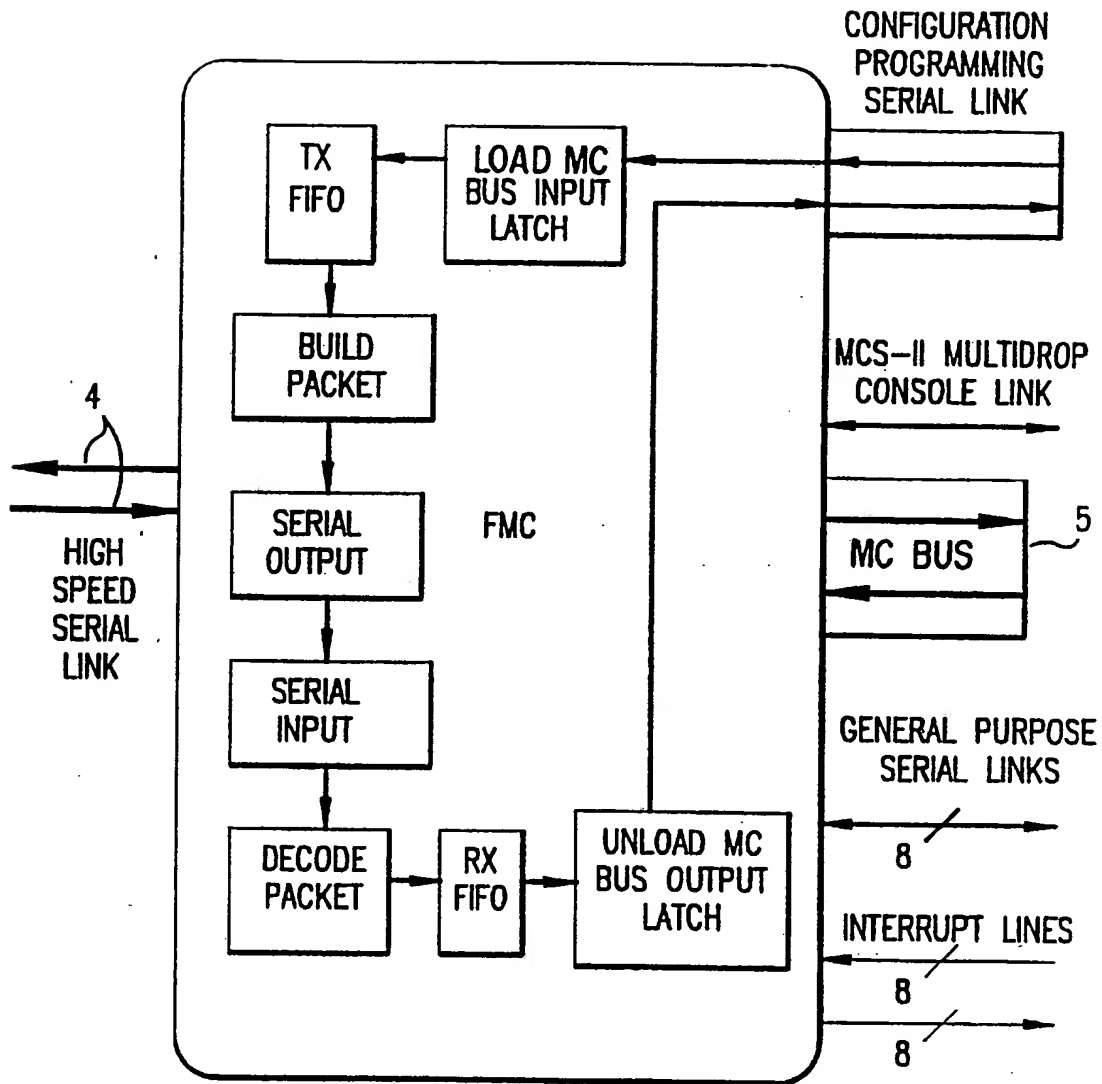 CONFIGURATION
PROGRAMMING
SERIAL LINK
TX
FIFO
LOAD MC
BUS INPUT
LATCH
BUILD
PACKET
MCS-II MULTIDROP
CONSOLE LINK
4
SERIAL
OUTPUT
FMC
5
MC BUS
HIGH
SPEED
SERIAL
LINK
SERIAL
INPUT
GENERAL PURPOSE
SERIAL LINKS
8
DECODE
PACKET
RX
FIFO
UNLOAD MC
BUS OUTPUT
LATCH
INTERRUPT LINES
8
8